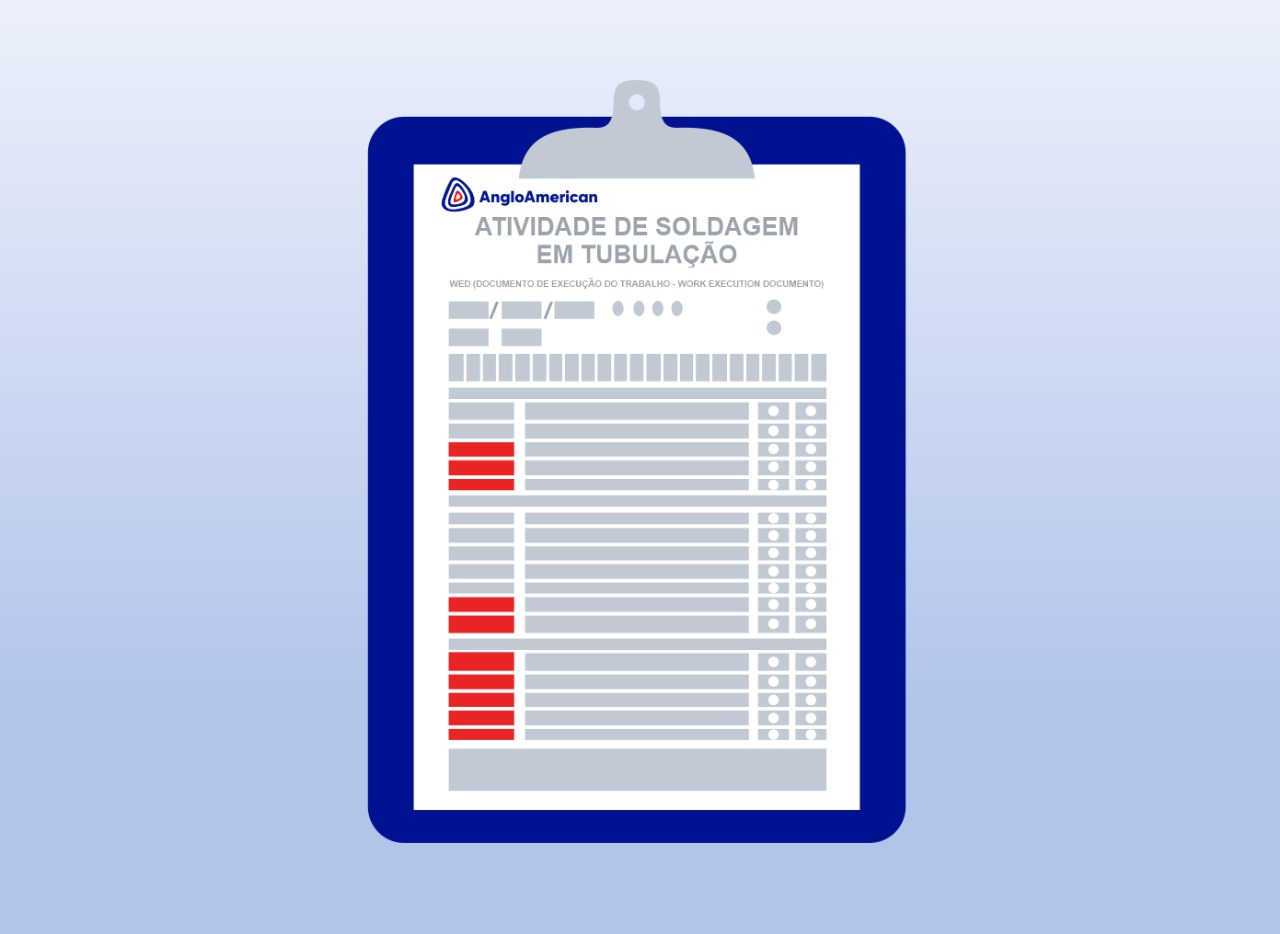 AngloAmerican
ATIVIDADE DE SOLDAGEM
EM TUBULAÇÃO
WED (DOCUMENTO DE EXECUÇÃO DO TRABALHO - WORK EXECUTION DOCUMENTO)
/ /